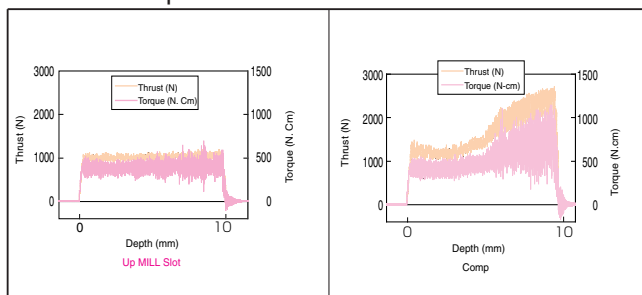 3000
1500
Thrust (N)
Torque (N. Cm)
2000
1000
Thrust (N)
Torque (N. Cm)
1000
500
0
0
0
10
Depth (mm)
Up MILL Slot
3000
1500
Thrust (N)
Torque (N-cm)
2000
1000
Thrust (N)
Torque (N.cm)
1000
500
0
0
0
10
Depth (mm)
Comp